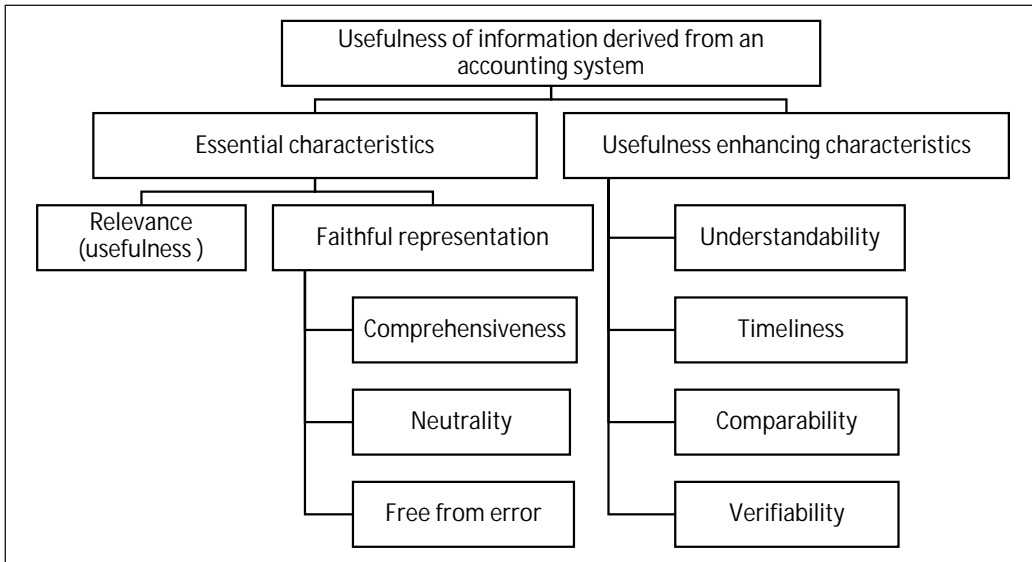 Usefulness of information derived from an
accounting system
Essential characteristics
Usefulness enhancing characteristics
Relevance
(usefulness )
Faithful representation
Understandability
Comprehensiveness
Timeliness
Neutrality
Comparability
Free from error
Verifiability